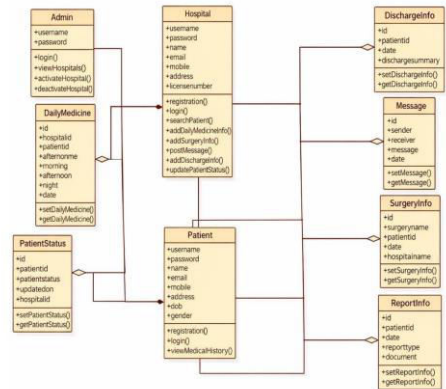 Admin
+username
+password
+login()
+viewHospitals()
+activateHospital()
+deactivateHospital()
Hospital
+username
+password
+name
+email
+mobile
+address
+licensenumber
+registration()
+login()
+searchPatient()
+addDailyMedicineInfo()
+addSurgeryInfo()
+postMessage()
+addDischargeInfo()
+updatePatientStatus()
DischargeInfo
+id
+patientid
+date
+dischargesummary
+setDischargeInfo()
+getDischargeInfo()
DailyMedicine
+id
+hospitalid
+patientid
+afternonme
+morning
+afternoon
+night
+date
+setDailyMedicine()
+getDailyMedicine()
Message
+id
+sender
+receiver
+message
+date
+setMessage()
+getMessage()
PatientStatus
+id
+patientid
+patientstatus
+updatedon
+hospitalid
+setPatientStatus()
+getPatientStatus()
Patient
+username
+password
+name
+email
+mobile
+address
+dob
+gender
+registration()
+login()
+viewMedicalHistory()
SurgeryInfo
+id
+surgeryname
+patientid
+date
+hospitalname
+setSurgeryInfo()
+getSurgeryInfo()
ReportInfo
+id
+patientid
+date
+reporttype
+document
+setReportInfo()
+getReportInfo()